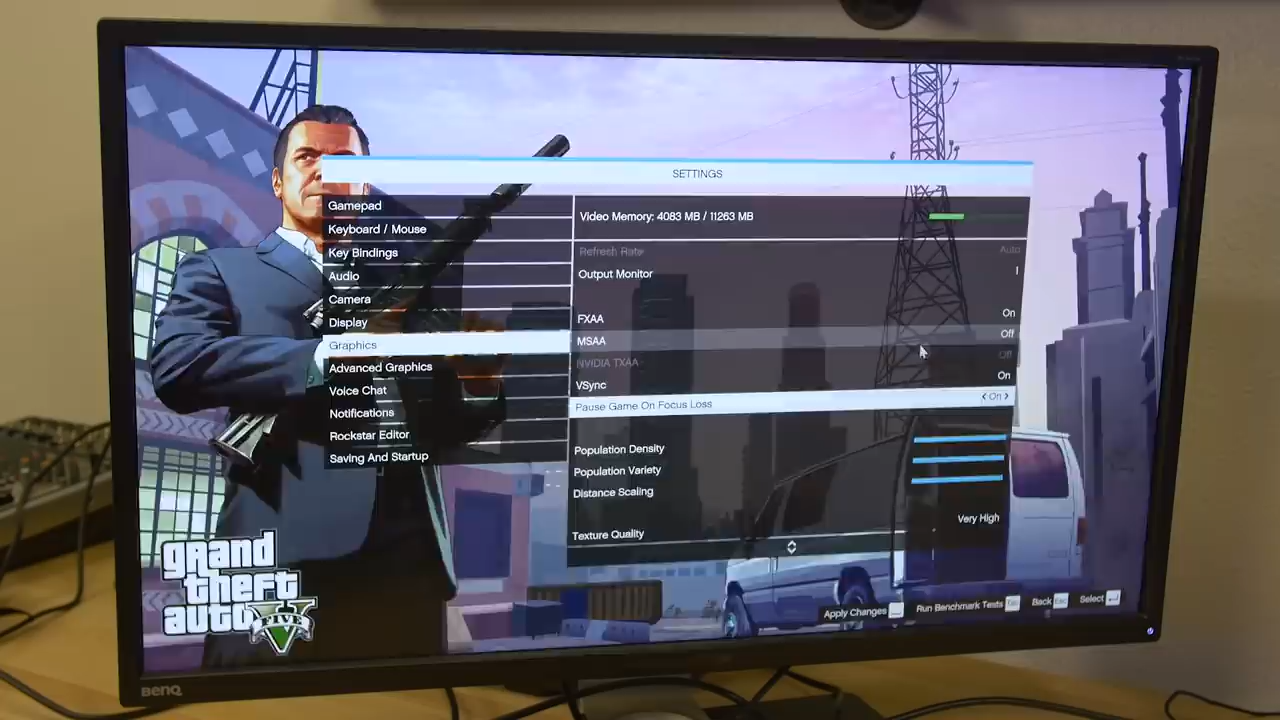 SETTINGS
Gamepad
Keyboard / Mouse
Key Bindings
Audio
Camera
Display
Graphics
Advanced Graphics
Voice Chat
Notifications
Rockstar Editor
Saving And Startup
Video Memory: 4083 MB / 11263 MB
Refresh Rate Auto
Output Monitor 1
FXAA On
MSAA Off
NVIDIA TXAA Off
VSync On
Pause Game On Focus Loss < On >
Population Density
Population Variety
Distance Scaling
Texture Quality Very High
Apply Changes Run Benchmark Tests Tab Back Esc Select
grand
theft
auto
V
FIVE
BenQ